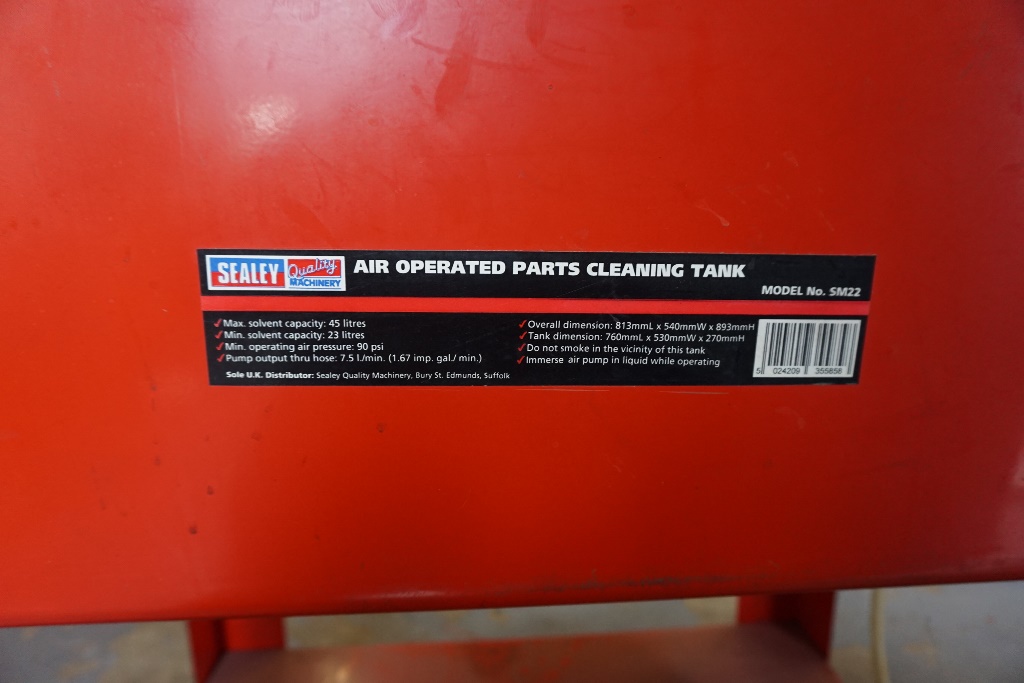 SEALEY Quality MACHINERY
AIR OPERATED PARTS CLEANING TANK
MODEL No. SM22
✓Max. solvent capacity: 45 litres
✓Min. solvent capacity: 23 litres
✓Min. operating air pressure: 90 psi
✓Pump output thru hose: 7.5 l./min. (1.67 imp. gal./ min.)
Sole U.K. Distributor: Sealey Quality Machinery, Bury St. Edmunds, Suffolk
✓Overall dimension: 813mmL x 540mmW x 893mmH
✓Tank dimension: 760mmL x 530mmW x 270mmH
✓Do not smoke in the vicinity of this tank
✓Immerse air pump in liquid while operating
5 024209 355858